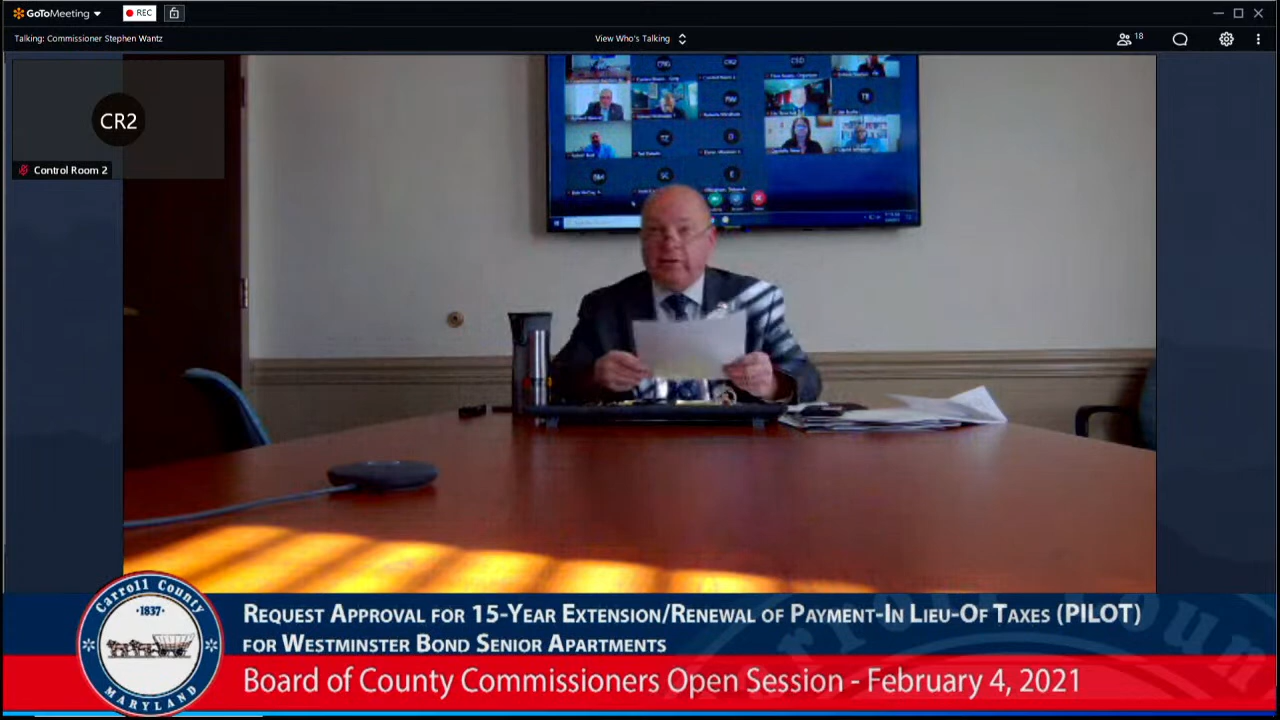 GoToMeeting
REC
Talking: Commissioner Stephen Wantz
View Who's Talking
18
CR2
Control Room 2
REQUEST APPROVAL FOR 15-YEAR EXTENSION/RENEWAL OF PAYMENT-IN LIEU-OF TAXES (PILOT)
FOR WESTMINSTER BOND SENIOR APARTMENTS
Board of County Commissioners Open Session - February 4, 2021
Carroll County
·1837·
MARYLAND